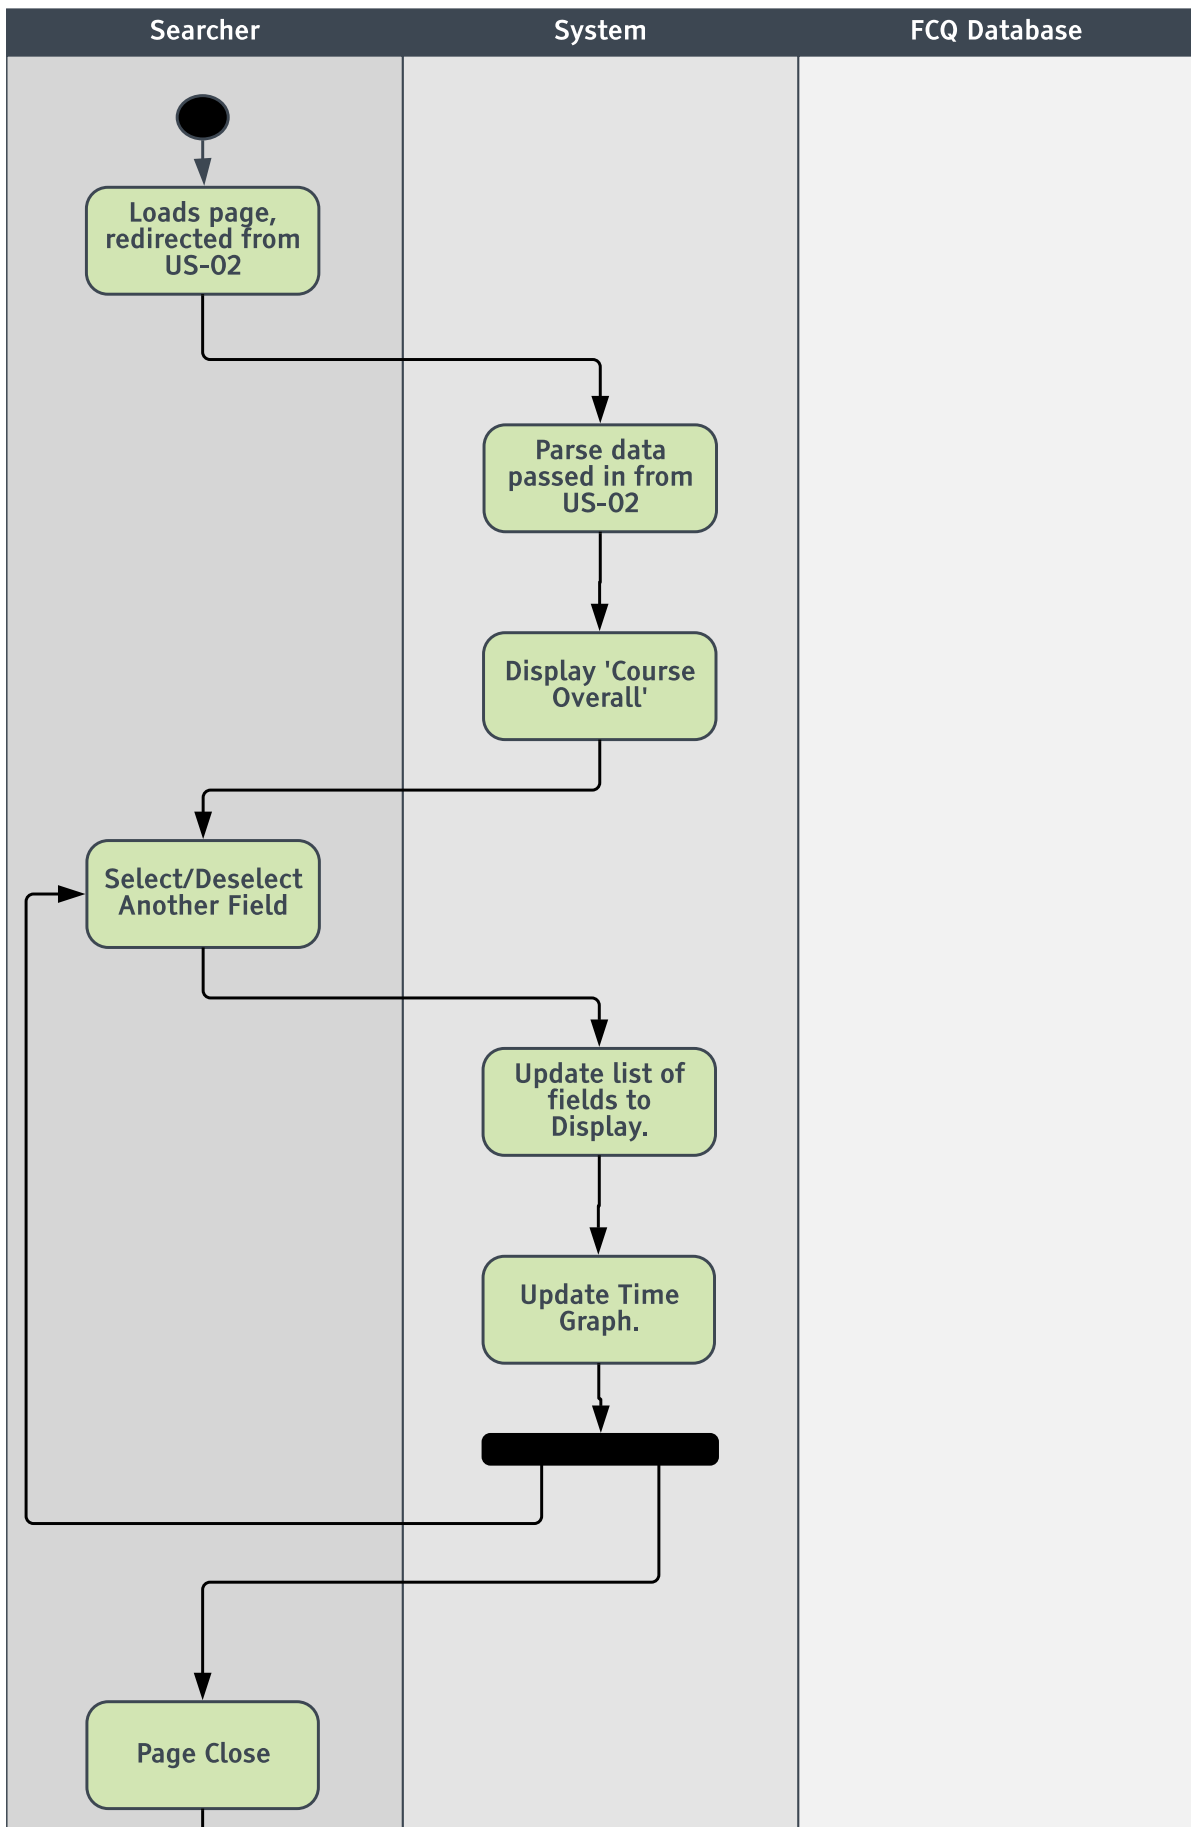 Searcher
System
FCQ Database
Loads page,
redirected from
US-02
Parse data
passed in from
US-02
Display 'Course
Overall'
Select/Deselect
Another Field
Update list of
fields to
Display.
Update Time
Graph.
Page Close